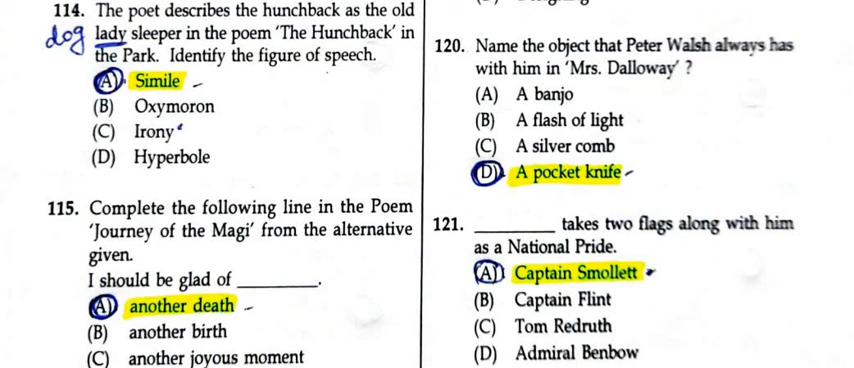 114. The poet describes the hunchback as the old
dog
lady sleeper in the poem 'The Hunchback' in
the Park. Identify the figure of speech.
(A) Simile
(B) Oxymoron
(C) Irony
(D) Hyperbole
115. Complete the following line in the Poem
'Journey of the Magi' from the alternative
given.
I should be glad of ________.
(A) another death
(B) another birth
(C) another joyous moment
120. Name the object that Peter Walsh always has
with him in 'Mrs. Dalloway' ?
(A) A banjo
(B) A flash of light
(C) A silver comb
(D) A pocket knife
121. ________ takes two flags along with him
as a National Pride.
(A) Captain Smollett
(B) Captain Flint
(C) Tom Redruth
(D) Admiral Benbow